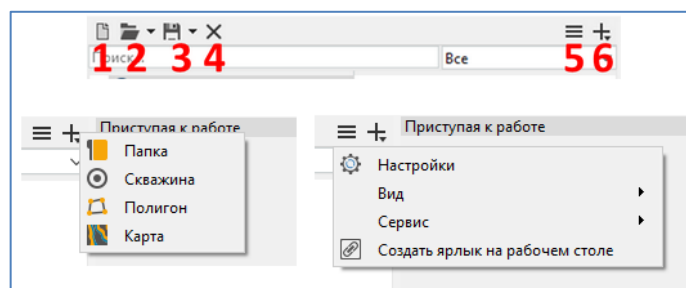 1 2 3 4 5 6
Поиск Все
Приступая к работе
Папка
Скважина
Полигон
Карта
Приступая к работе
Настройки
Вид
Сервис
Создать ярлык на рабочем столе